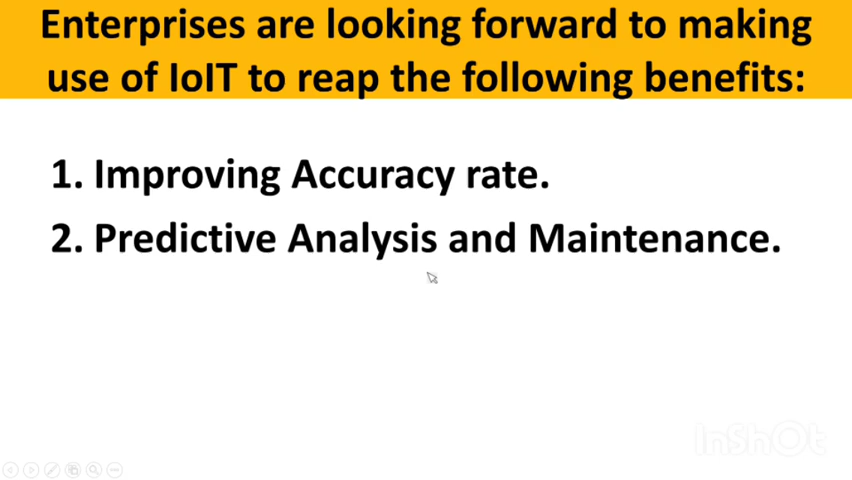 Enterprises are looking forward to making
use of IoIT to reap the following benefits:
1. Improving Accuracy rate.
2. Predictive Analysis and Maintenance.
InShOt